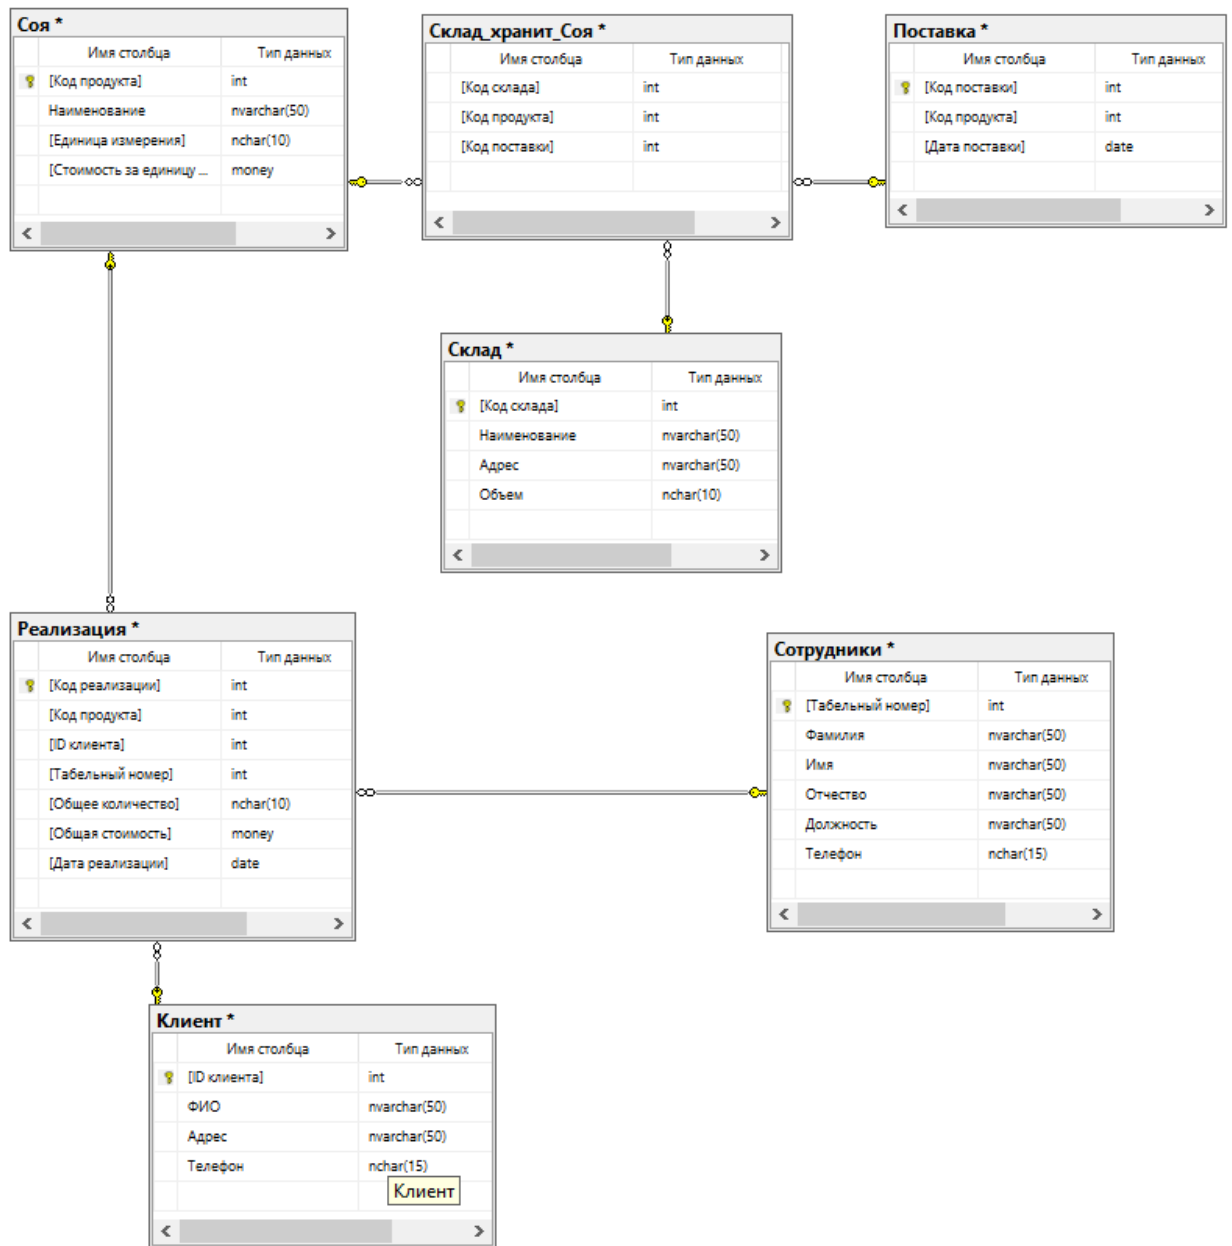 Соя *
Имя столбца Тип данных
[Код продукта] int
Наименование nvarchar(50)
[Единица измерения] nchar(10)
[Стоимость за единицу ... money
Склад_хранит_Соя *
Имя столбца Тип данных
[Код склада] int
[Код продукта] int
[Код поставки] int
Поставка *
Имя столбца Тип данных
[Код поставки] int
[Код продукта] int
[Дата поставки] date
Склад *
Имя столбца Тип данных
[Код склада] int
Наименование nvarchar(50)
Адрес nvarchar(50)
Объем nchar(10)
Реализация *
Имя столбца Тип данных
[Код реализации] int
[Код продукта] int
[ID клиента] int
[Табельный номер] int
[Общее количество] nchar(10)
[Общая стоимость] money
[Дата реализации] date
Сотрудники *
Имя столбца Тип данных
[Табельный номер] int
Фамилия nvarchar(50)
Имя nvarchar(50)
Отчество nvarchar(50)
Должность nvarchar(50)
Телефон nchar(15)
Клиент *
Имя столбца Тип данных
[ID клиента] int
ФИО nvarchar(50)
Адрес nvarchar(50)
Телефон nchar(15)
Клиент